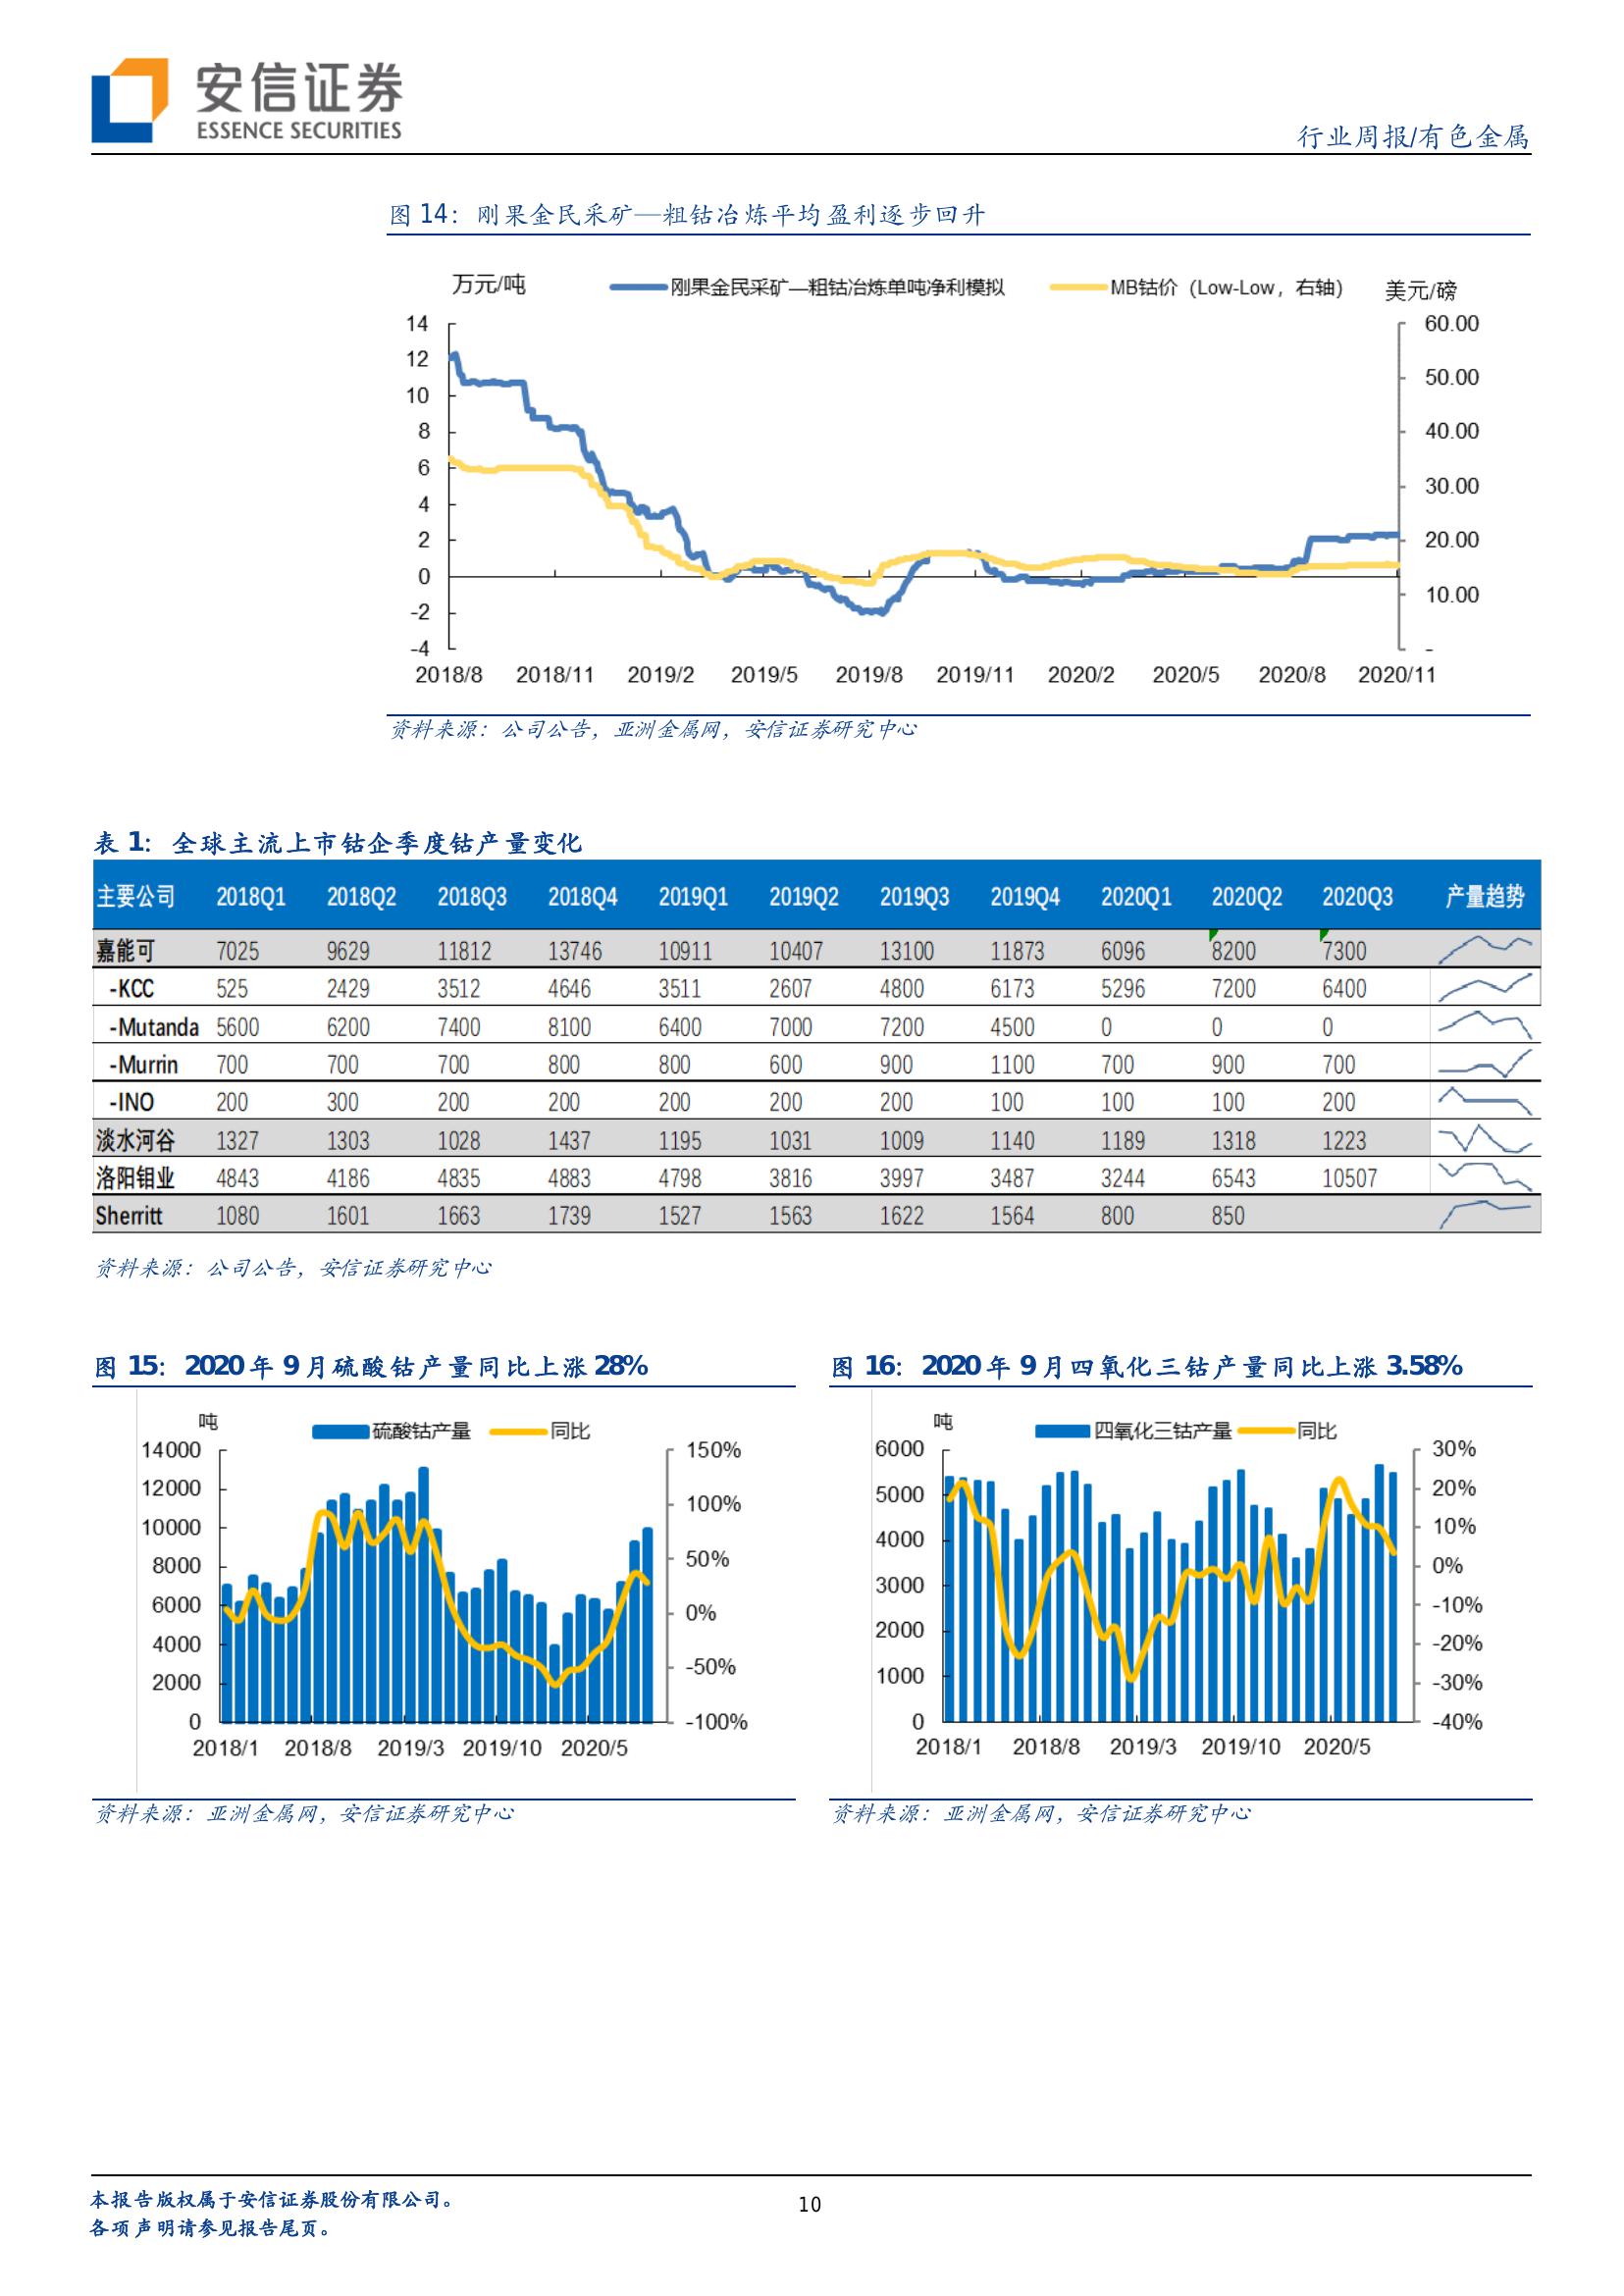 安信证券
ESSENCE SECURITIES
行业周报/有色金属
图 14：刚果金民采矿—粗钴冶炼平均盈利逐步回升
万元/吨 刚果金民采矿—粗钴冶炼单吨净利模拟 MB钴价（Low-Low，右轴） 美元/磅
14 60.00
12 50.00
10
8 40.00
6 30.00
4
2 20.00
0
-2 10.00
-4 -
2018/8 2018/11 2019/2 2019/5 2019/8 2019/11 2020/2 2020/5 2020/8 2020/11
资料来源：公司公告，亚洲金属网，安信证券研究中心
表 1：全球主流上市钴企季度钴产量变化
主要公司 2018Q1 2018Q2 2018Q3 2018Q4 2019Q1 2019Q2 2019Q3 2019Q4 2020Q1 2020Q2 2020Q3 产量趋势
嘉能可 7025 9629 11812 13746 10911 10407 13100 11873 6096 8200 7300
-KCC 525 2429 3512 4646 3511 2607 4800 6173 5296 7200 6400
-Mutanda 5600 6200 7400 8100 6400 7000 7200 4500 0 0 0
-Murrin 700 700 700 800 800 600 900 1100 700 900 700
-INO 200 300 200 200 200 200 200 100 100 100 200
淡水河谷 1327 1303 1028 1437 1195 1031 1009 1140 1189 1318 1223
洛阳钼业 4843 4186 4835 4883 4798 3816 3997 3487 3244 6543 10507
Sherritt 1080 1601 1663 1739 1527 1563 1622 1564 800 850
资料来源：公司公告，安信证券研究中心
图 15：2020 年 9 月硫酸钴产量同比上涨 28%
吨 硫酸钴产量 同比
14000 150%
12000 100%
10000
8000 50%
6000 0%
4000 -50%
2000
0 -100%
2018/1 2018/8 2019/3 2019/10 2020/5
资料来源：亚洲金属网，安信证券研究中心
图 16：2020 年 9 月四氧化三钴产量同比上涨 3.58%
吨 四氧化三钴产量 同比
6000 30%
5000 20%
4000 10%
3000 0%
-10%
2000 -20%
1000 -30%
0 -40%
2018/1 2018/8 2019/3 2019/10 2020/5
资料来源：亚洲金属网，安信证券研究中心
本报告版权属于安信证券股份有限公司。
各项声明请参见报告尾页。
10